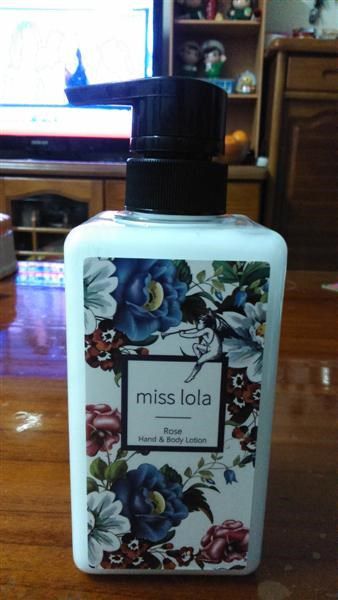 miss lola
Rose
Hand & Body Lotion